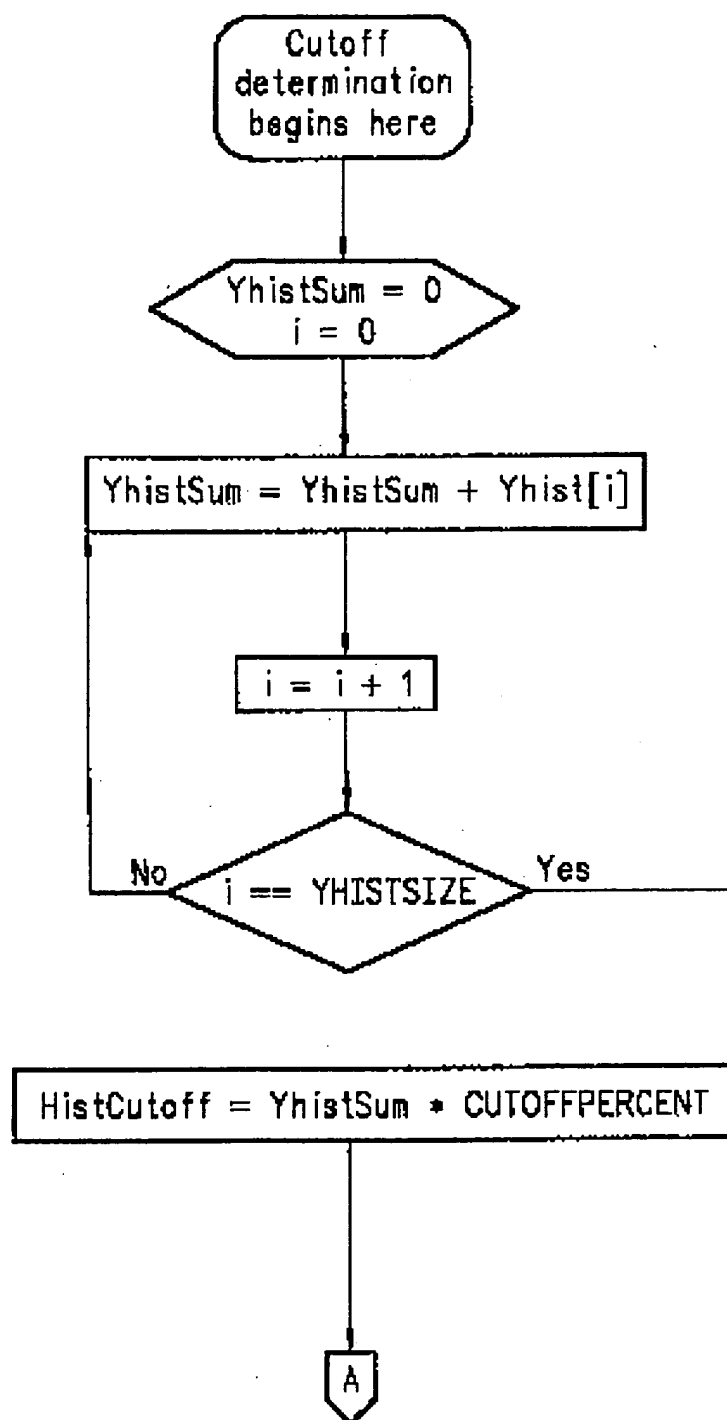 Cutoff
determination
begins here
YhistSum = 0
i = 0
YhistSum = YhistSum + Yhist[i]
i = i + 1
No
i == YHISTSIZE
Yes
HistCutoff = YhistSum * CUTOFFPERCENT
A